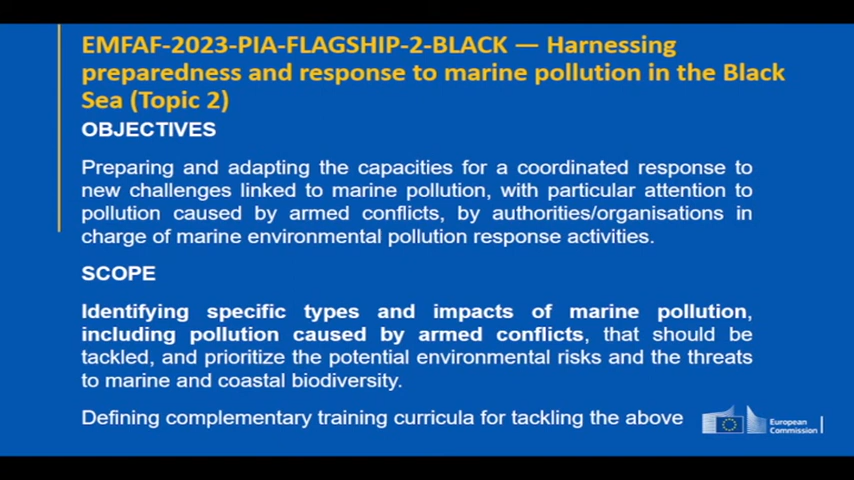 EMFAF-2023-PIA-FLAGSHIP-2-BLACK — Harnessing
preparedness and response to marine pollution in the Black
Sea (Topic 2)
OBJECTIVES
Preparing and adapting the capacities for a coordinated response to
new challenges linked to marine pollution, with particular attention to
pollution caused by armed conflicts, by authorities/organisations in
charge of marine environmental pollution response activities.
SCOPE
Identifying specific types and impacts of marine pollution,
including pollution caused by armed conflicts, that should be
tackled, and prioritize the potential environmental risks and the threats
to marine and coastal biodiversity.
Defining complementary training curricula for tackling the above
European
Commission